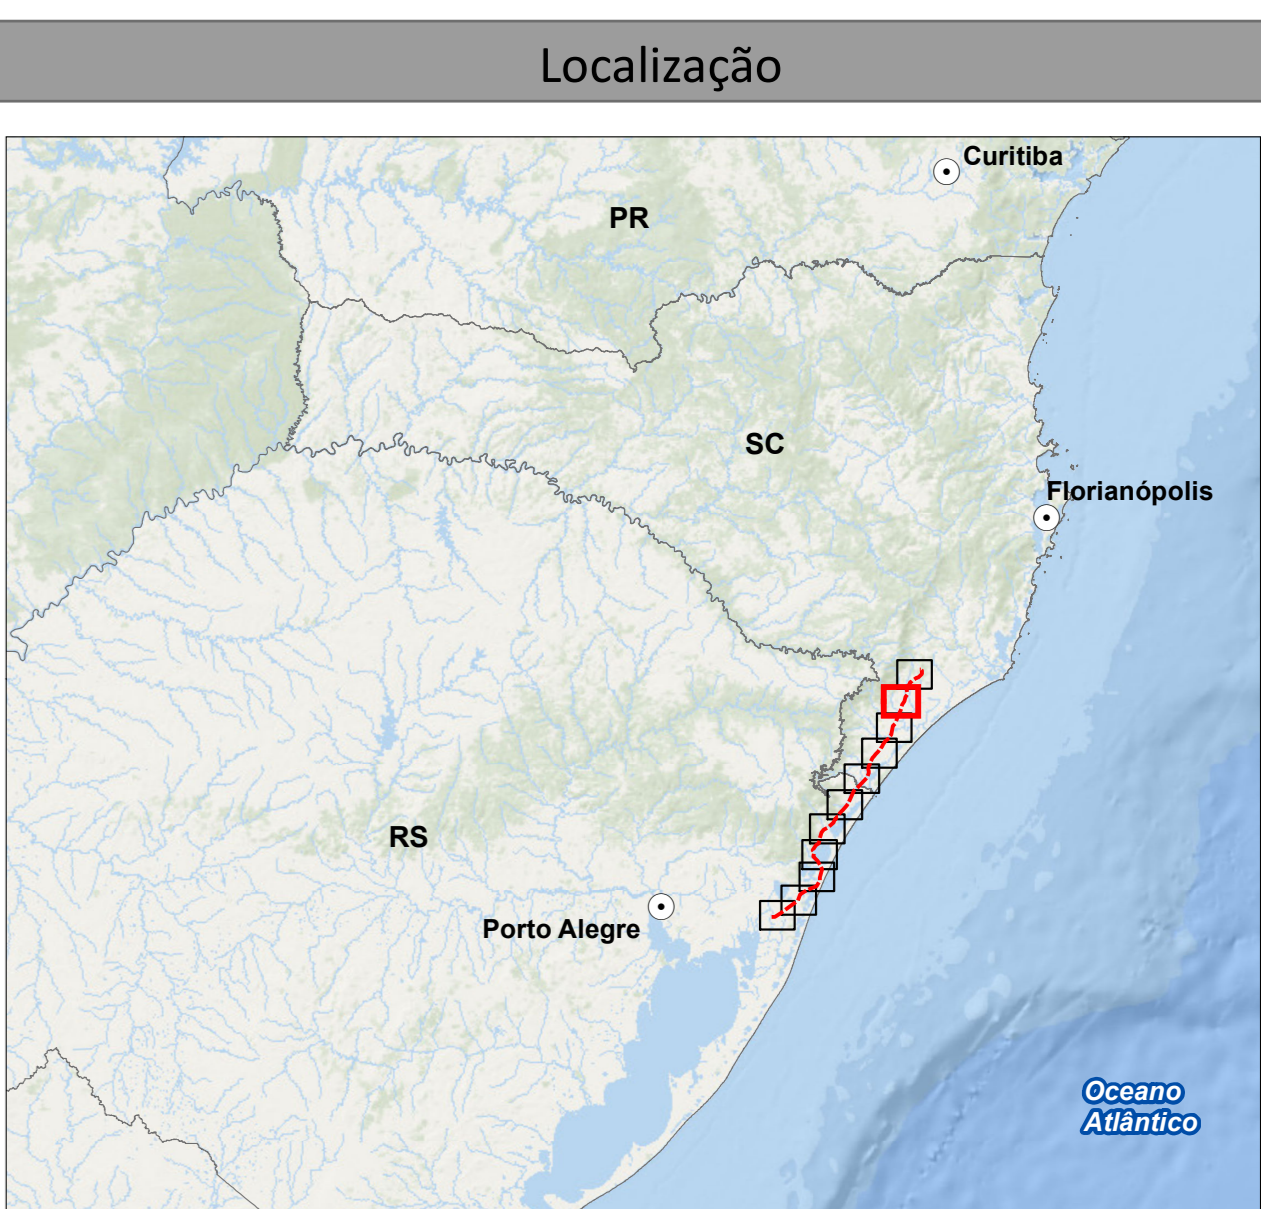 Localização
Curitiba
PR
SC
Florianópolis
RS
Porto Alegre
Oceano
Atlântico